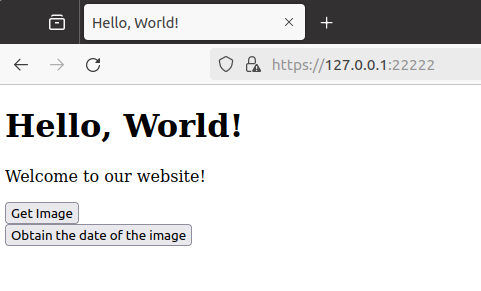 Hello, World!
https://127.0.0.1:22222
Hello, World!
Welcome to our website!
Get Image
Obtain the date of the image